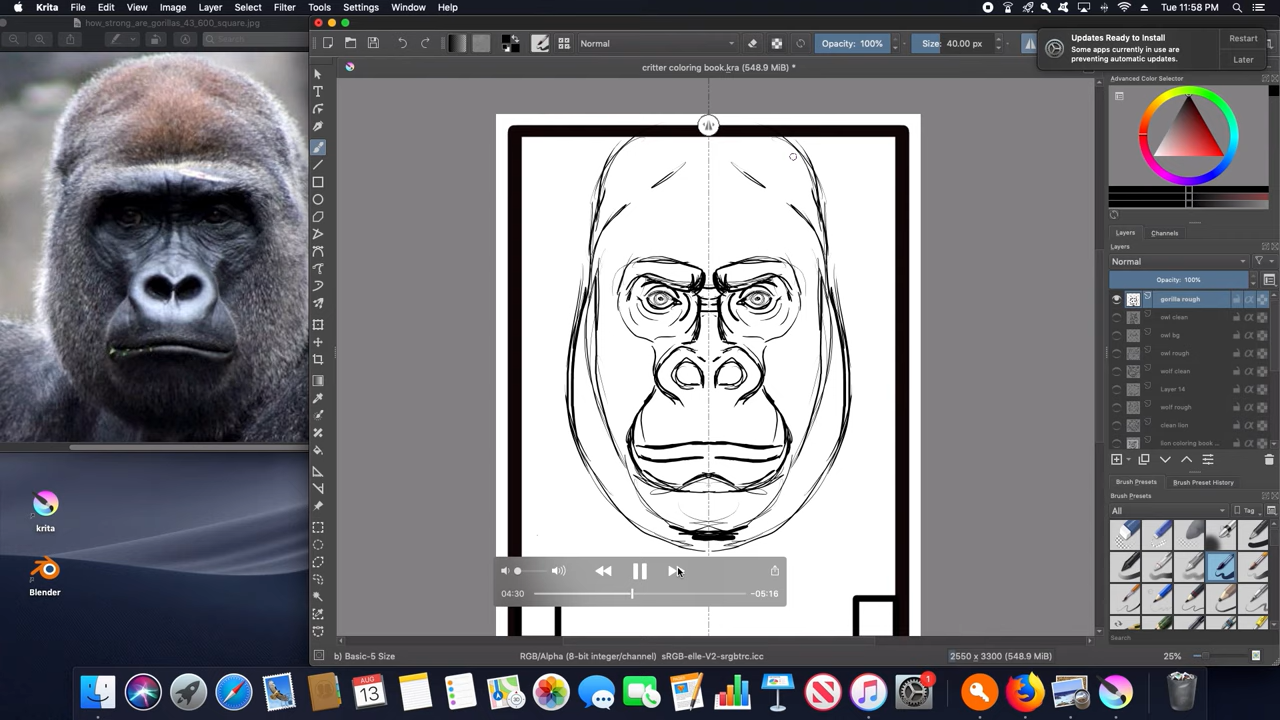 Krita File Edit View Image Layer Select Filter Tools Settings Window Help
Tue 11:58 PM
how_strong_are_gorillas_43_600_square.jpg
Search
Updates Ready to Install
Some apps currently in use are
preventing automatic updates.
Restart
Later
Normal
Opacity: 100%
Size: 40.00 px
critter coloring book.kra (548.9 MiB) *
Advanced Color Selector
Layers Channels
Layers
Normal
Opacity: 100%
gorilla rough
owl clean
owl bg
owl rough
wolf clean
Layer 14
wolf rough
clean lion
lion coloring book ...
Brush Presets Brush Preset History
Brush Presets
All
Tag
Search
krita
Blender
04:30
-05:16
b) Basic-5 Size
RGB/Alpha (8-bit integer/channel) sRGB-elle-V2-srgbtrc.icc
2550 x 3300 (548.9 MiB)
25%
AUG
13
1